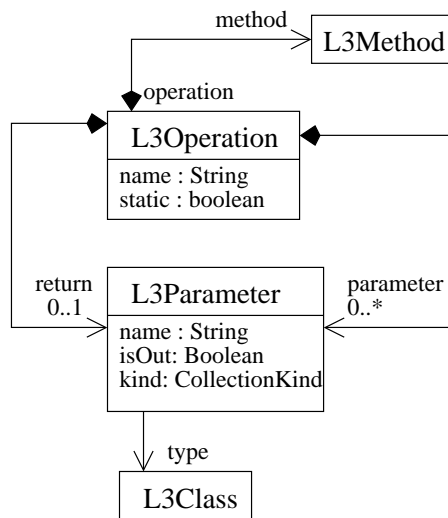 method
L3Method
operation
L3Operation
name : String
static : boolean
return
0..1
parameter
0..*
L3Parameter
name : String
isOut: Boolean
kind: CollectionKind
type
L3Class